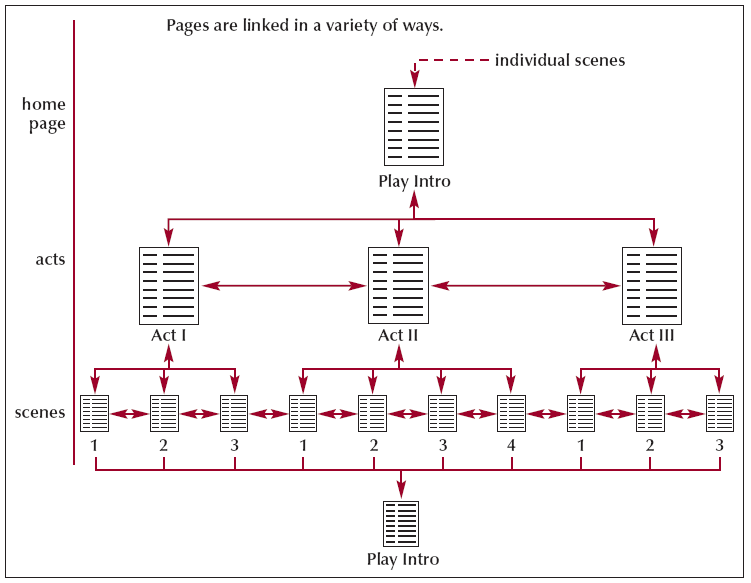 Pages are linked in a variety of ways.
individual scenes
home
page
Play Intro
acts
Act I
Act II
Act III
scenes
1 2 3 1 2 3 4 1 2 3
Play Intro